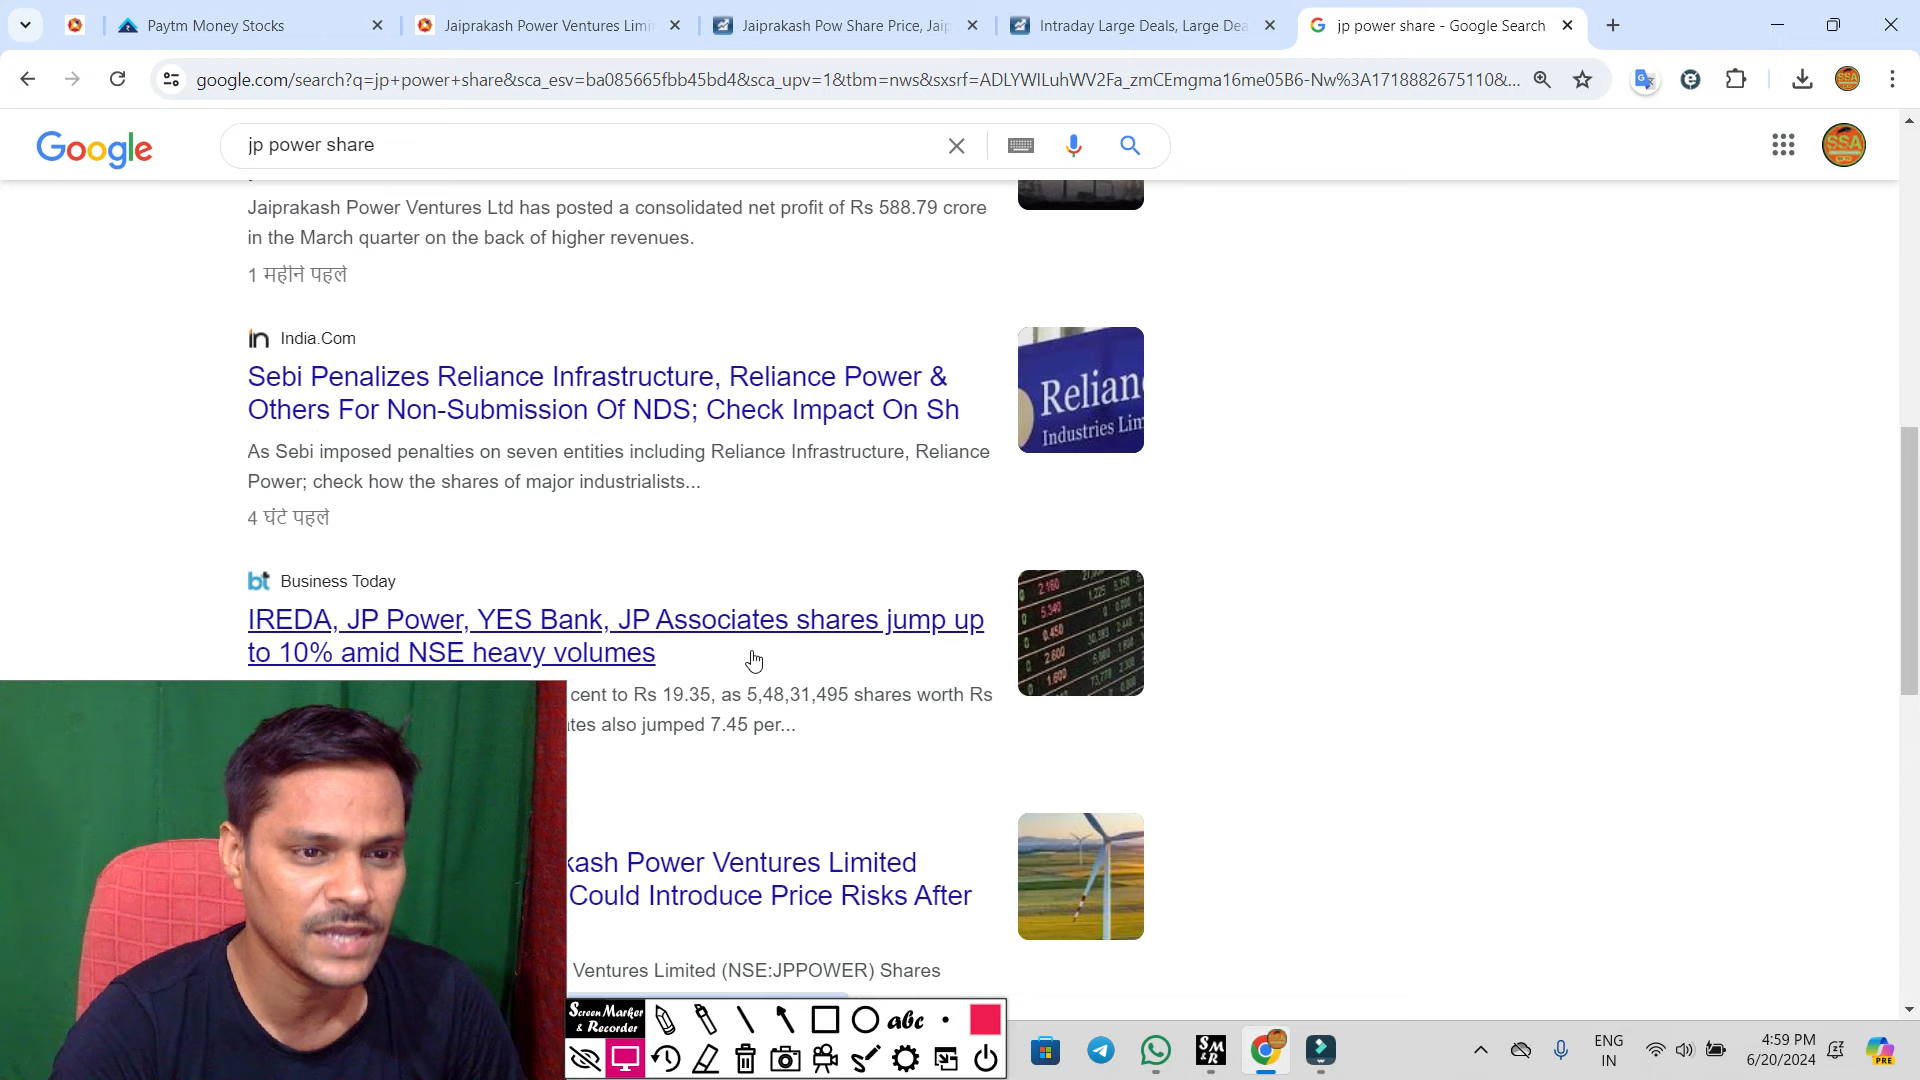 Paytm Money Stocks
Jaiprakash Power Ventures Limi
Jaiprakash Pow Share Price, Jaip
Intraday Large Deals, Large Dea
jp power share - Google Search
google.com/search?q=jp+power+share&sca_esv=ba085665fbb45bd4&sca_upv=1&tbm=nws&sxsrf=ADLYWILuhWV2Fa_zmCEmgma16me05B6-Nw%3A1718882675110&...
Google
jp power share
SSA
Jaiprakash Power Ventures Ltd has posted a consolidated net profit of Rs 588.79 crore
in the March quarter on the back of higher revenues.
1 महीने पहले
in India.Com
Sebi Penalizes Reliance Infrastructure, Reliance Power &
Others For Non-Submission Of NDS; Check Impact On Sh
As Sebi imposed penalties on seven entities including Reliance Infrastructure, Reliance
Power; check how the shares of major industrialists...
4 घंटे पहले
Relian
Industries Lim
bt Business Today
IREDA, JP Power, YES Bank, JP Associates shares jump up
to 10% amid NSE heavy volumes
cent to Rs 19.35, as 5,48,31,495 shares worth Rs
tes also jumped 7.45 per...
kash Power Ventures Limited
Could Introduce Price Risks After
Ventures Limited (NSE:JPPOWER) Shares
Screen Marker
& Recorder
abc
SM
&R
ENG
IN
4:59 PM
6/20/2024
PRE